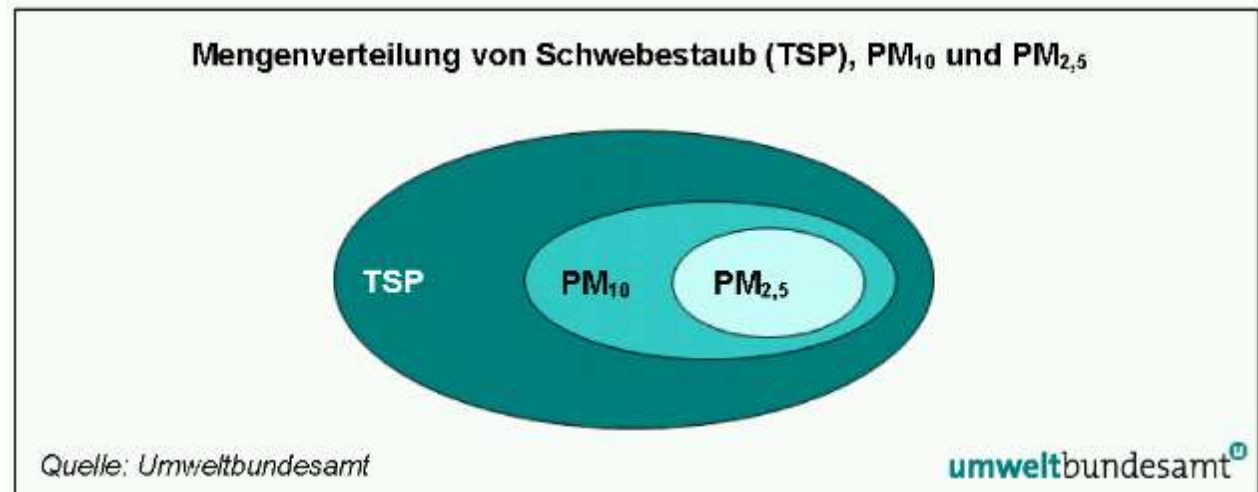 Mengenverteilung von Schwebestaub (TSP), PM₁₀ und PM₂,₅
TSP PM₁₀ PM₂,₅
Quelle: Umweltbundesamt umweltbundesamt